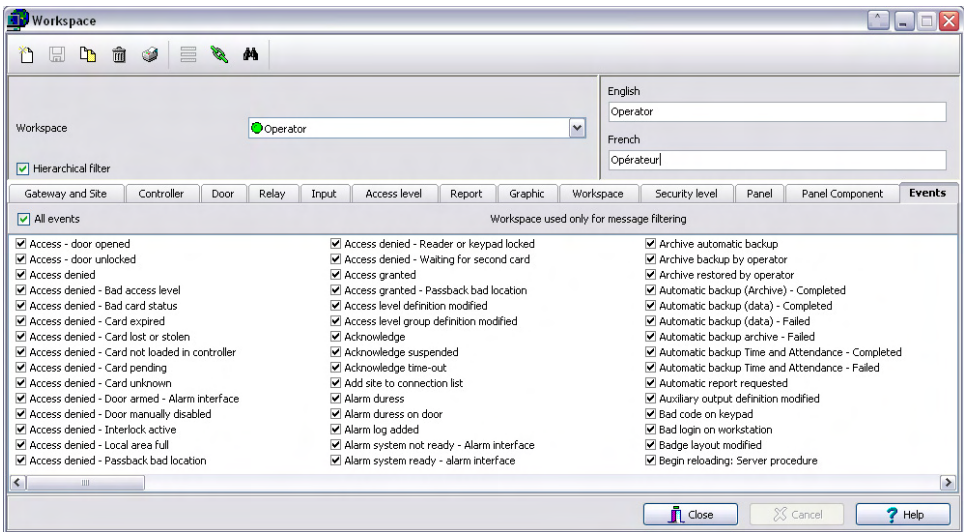 Workspace
English
Operator
Workspace
Operator
French
Opérateur
Hierarchical filter
Gateway and Site Controller Door Relay Input Access level Report Graphic Workspace Security level Panel Panel Component Events
All events
Workspace used only for message filtering
Access - door opened
Access - door unlocked
Access denied
Access denied - Bad access level
Access denied - Bad card status
Access denied - Card expired
Access denied - Card lost or stolen
Access denied - Card not loaded in controller
Access denied - Card pending
Access denied - Card unknown
Access denied - Door armed - Alarm interface
Access denied - Door manually disabled
Access denied - Interlock active
Access denied - Local area full
Access denied - Passback bad location
Access denied - Reader or keypad locked
Access denied - Waiting for second card
Access granted
Access granted - Passback bad location
Access level definition modified
Access level group definition modified
Acknowledge
Acknowledge suspended
Acknowledge time-out
Add site to connection list
Alarm duress
Alarm duress on door
Alarm log added
Alarm system not ready - Alarm interface
Alarm system ready - alarm interface
Archive automatic backup
Archive backup by operator
Archive restored by operator
Automatic backup (Archive) - Completed
Automatic backup (data) - Completed
Automatic backup (data) - Failed
Automatic backup archive - Failed
Automatic backup Time and Attendance - Completed
Automatic backup Time and Attendance - Failed
Automatic report requested
Auxiliary output definition modified
Bad code on keypad
Bad login on workstation
Badge layout modified
Begin reloading: Server procedure
Close
Cancel
? Help